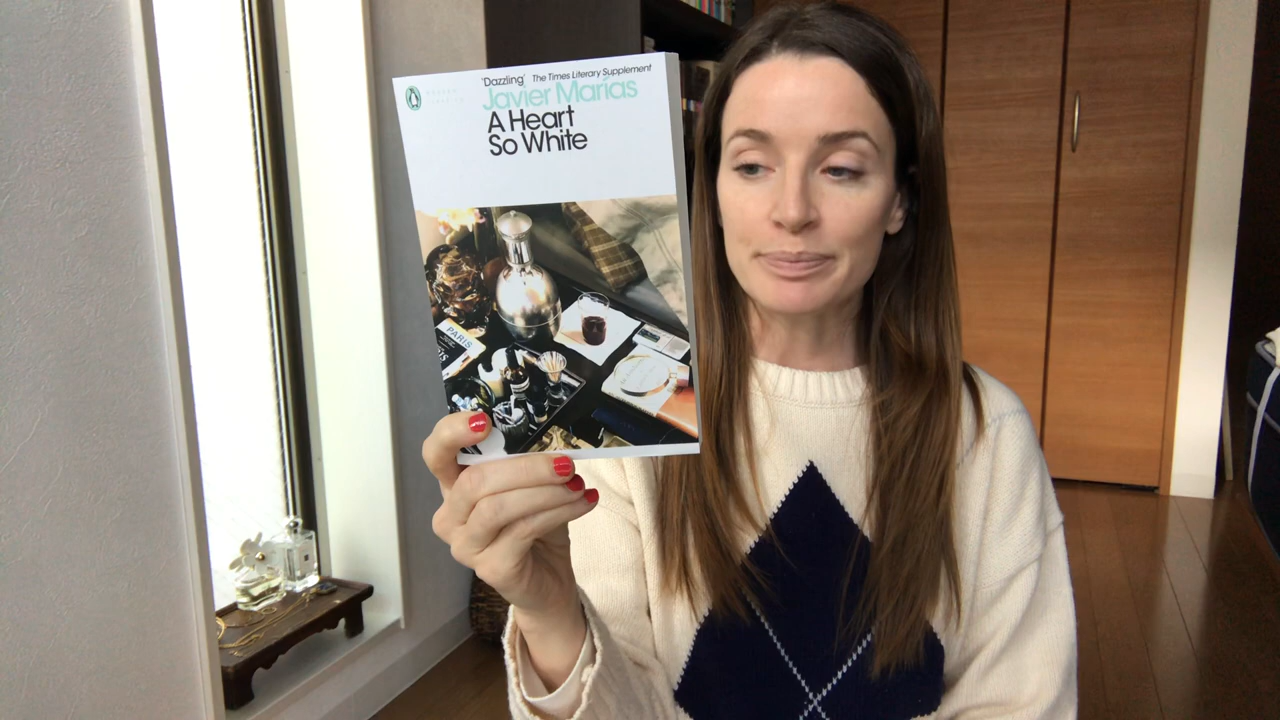 'Dazzling' The Times Literary Supplement
Javier Marías
A Heart
So White
PARIS